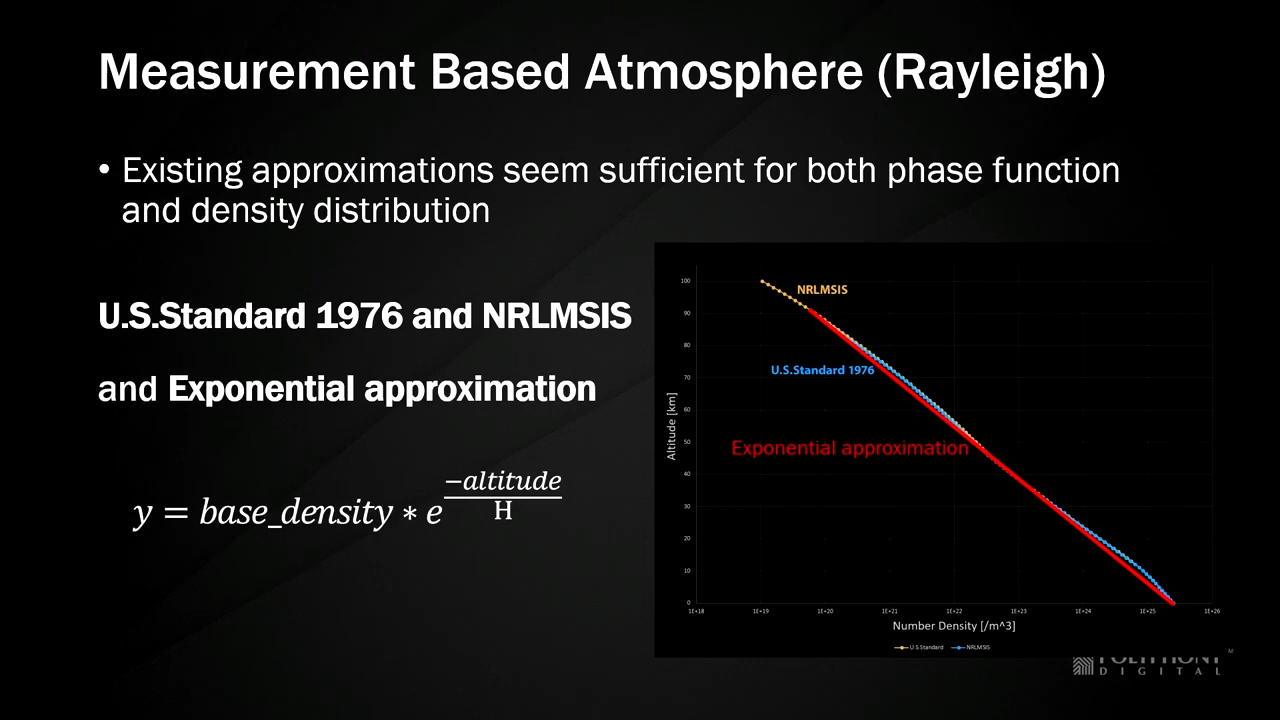 Measurement Based Atmosphere (Rayleigh)
• Existing approximations seem sufficient for both phase function
and density distribution
U.S.Standard 1976 and NRLMSIS
and Exponential approximation
y = base_density * e^(-altitude/H)
NRLMSIS
U.S.Standard 1976
Exponential approximation
Altitude [km]
100
90
80
70
60
50
40
30
20
10
0
1E+18 1E+19 1E+20 1E+21 1E+22 1E+23 1E+24 1E+25 1E+26
Number Density [/m^3]
U.S.Standard NRLMSIS
POLYPHONY
DIGITAL